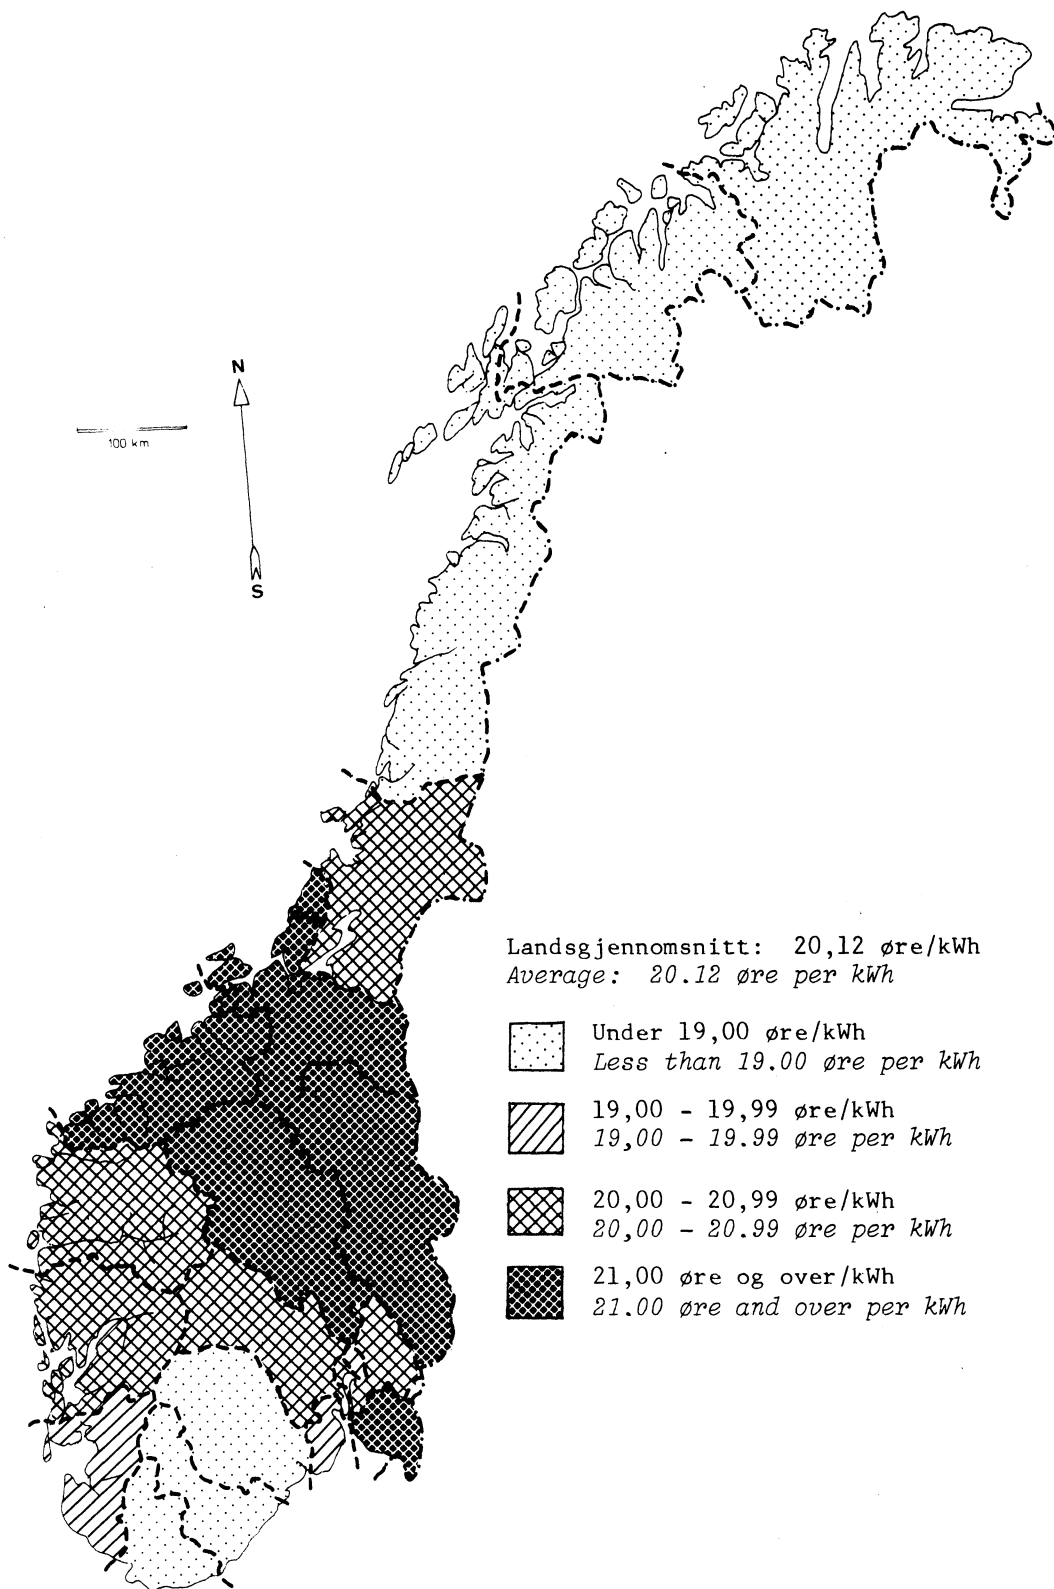 N
100 km
S
Landsgjennomsnitt: 20,12 øre/kWh
Average: 20.12 øre per kWh
Under 19,00 øre/kWh
Less than 19.00 øre per kWh
19,00 - 19,99 øre/kWh
19,00 - 19.99 øre per kWh
20,00 - 20,99 øre/kWh
20,00 - 20.99 øre per kWh
21,00 øre og over/kWh
21.00 øre and over per kWh